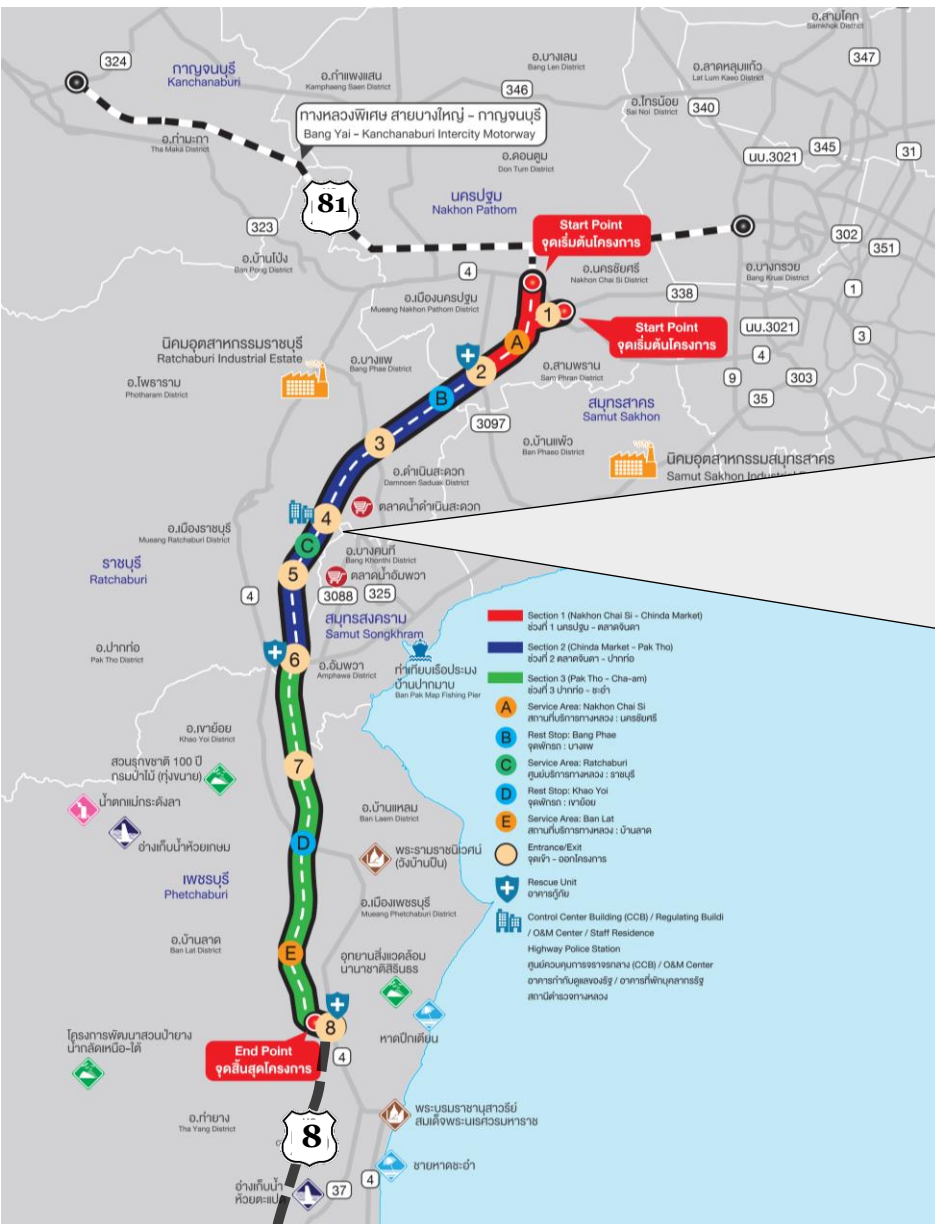 อ.สามโคก
Samkhok District
324
กาญจนบุรี
Kanchanaburi
อ.กำแพงแสน
Kamphaeng Saen District
อ.บางเลน
Bang Len District
346
อ.ลาดหลุมแก้ว
Lat Lum Kaeo District
347
อ.ไทรน้อย
Sai Noi District
340
ทางหลวงพิเศษ สายบางใหญ่ - กาญจนบุรี
Bang Yai - Kanchanaburi Intercity Motorway
อ.ท่ามะกา
Tha Maka District
อ.ดอนตูม
Don Tum District
นบ.3021
345
31
81
นครปฐม
Nakhon Pathom
323
Start Point
จุดเริ่มต้นโครงการ
302
351
อ.บ้านโป่ง
Ban Pong District
4
อ.นครชัยศรี
Nakhon Chai Si District
อ.บางกรวย
Bang Kruai District
1
อ.เมืองนครปฐม
Mueang Nakhon Pathom District
338
1
Start Point
จุดเริ่มต้นโครงการ
นบ.3021
3
นิคมอุตสาหกรรมราชบุรี
Ratchaburi Industrial Estate
A
4
อ.บางแพ
Bang Phae District
2
อ.สามพราน
Sam Phran District
9
303
อ.โพธาราม
Photharam District
B
35
สมุทรสาคร
Samut Sakhon
3097
3
อ.บ้านแพ้ว
Ban Phaeo District
นิคมอุตสาหกรรมสมุทรสาคร
Samut Sakhon Industrial
อ.ดำเนินสะดวก
Damnoen Saduak District
ตลาดน้ำดำเนินสะดวก
4
อ.เมืองราชบุรี
Mueang Ratchaburi District
C
อ.บางคนที
Bang Khonthi District
ราชบุรี
Ratchaburi
5
ตลาดน้ำอัมพวา
4
3088
325
สมุทรสงคราม
Samut Songkhram
อ.ปากท่อ
Pak Tho District
6
อ.อัมพวา
Amphawa District
ท่าเทียบเรือประมง
บ้านปากมาบ
Ban Pak Map Fishing Pier
อ.เขาย้อย
Khao Yoi District
สวนรุกขชาติ 100 ปี
กรมป่าไม้ (ทุ่งขนาย)
7
น้ำตกแม่กระดังลา
อ่างเก็บน้ำห้วยเกษม
อ.บ้านแหลม
Ban Laem District
D
พระรามราชนิเวศน์
(วังบ้านปืน)
เพชรบุรี
Phetchaburi
อ.เมืองเพชรบุรี
Mueang Phetchaburi District
อ.บ้านลาด
Ban Lat District
E
อุทยานสิ่งแวดล้อม
นานาชาติสิรินธร
โครงการพัฒนาสวนป่ายาง
น้ำกลัดเหนือ-ใต้
8
หาดปึกเตียน
End Point
จุดสิ้นสุดโครงการ
4
อ.ท่ายาง
Tha Yang District
8
พระบรมราชานุสาวรีย์
สมเด็จพระนเรศวรมหาราช
ชายหาดชะอำ
อ่างเก็บน้ำ
ห้วยตะแปด
37
4
Section 1 (Nakhon Chai Si - Chinda Market)
ช่วงที่ 1 นครปฐม - ตลาดจินดา
Section 2 (Chinda Market - Pak Tho)
ช่วงที่ 2 ตลาดจินดา - ปากท่อ
Section 3 (Pak Tho - Cha-am)
ช่วงที่ 3 ปากท่อ - ชะอำ
A
Service Area: Nakhon Chai Si
สถานที่บริการทางหลวง : นครชัยศรี
B
Rest Stop: Bang Phae
จุดพักรถ : บางแพ
C
Service Area: Ratchaburi
ศูนย์บริการทางหลวง : ราชบุรี
D
Rest Stop: Khao Yoi
จุดพักรถ : เขาย้อย
E
Service Area: Ban Lat
สถานที่บริการทางหลวง : บ้านลาด
Entrance/Exit
จุดเข้า - ออกโครงการ
Rescue Unit
อาคารกู้ภัย
Control Center Building (CCB) / Regulating Buildi
/ O&M Center / Staff Residence
Highway Police Station
ศูนย์ควบคุมการจราจรกลาง (CCB) / O&M Center
อาคารกำกับดูแลของรัฐ / อาคารที่พักบุคลากรรัฐ
สถานีตำรวจทางหลวง